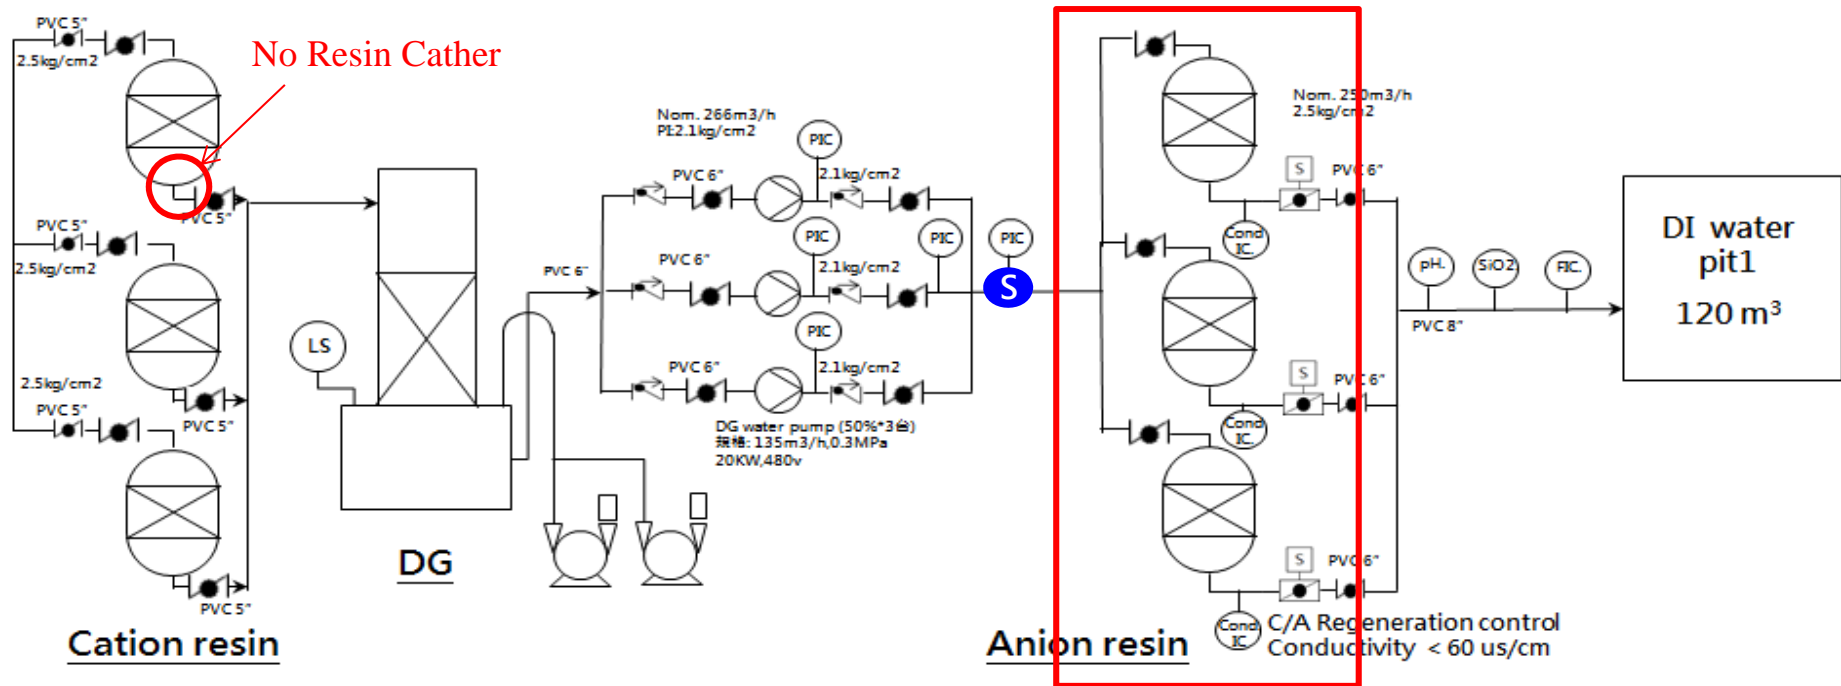 PVC 5"
2.5kg/cm2
No Resin Cather
PVC 5"
PVC 5"
2.5kg/cm2
PVC 5"
2.5kg/cm2
PVC 5"
PVC 5"
Cation resin
LS
DG
Nom. 266m3/h
PI:2.1kg/cm2
PIC
PVC 6"
2.1kg/cm2
PVC 6"
PVC 6"
PIC
2.1kg/cm2
PIC
PIC
S
PVC 6"
PIC
2.1kg/cm2
DG water pump (50%*3台)
規格: 135m3/h,0.3MPa
20KW,480v
Nom. 250m3/h
2.5kg/cm2
S
PVC 6"
Cond
IC.
S
PVC 6"
Cond
IC.
S
PVC 6"
Cond
IC
Anion resin
C/A Regeneration control
Conductivity < 60 us/cm
pH.
SiO2
FIC.
PVC 8"
DI water
pit1
120 m³